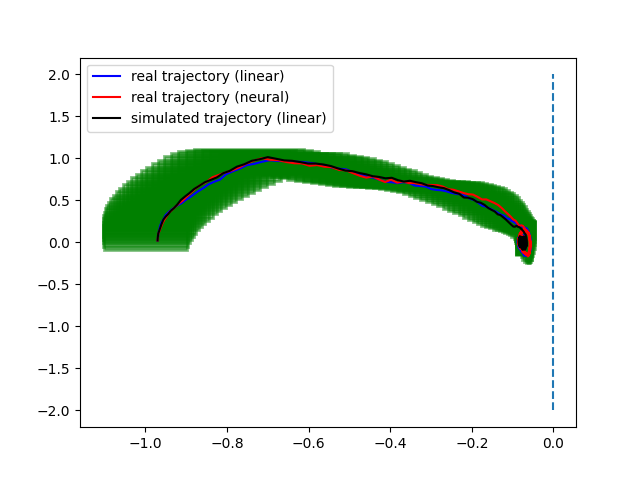 2.0
1.5
1.0
0.5
0.0
−0.5
−1.0
−1.5
−2.0
real trajectory (linear)
real trajectory (neural)
simulated trajectory (linear)
−1.0 −0.8 −0.6 −0.4 −0.2 0.0